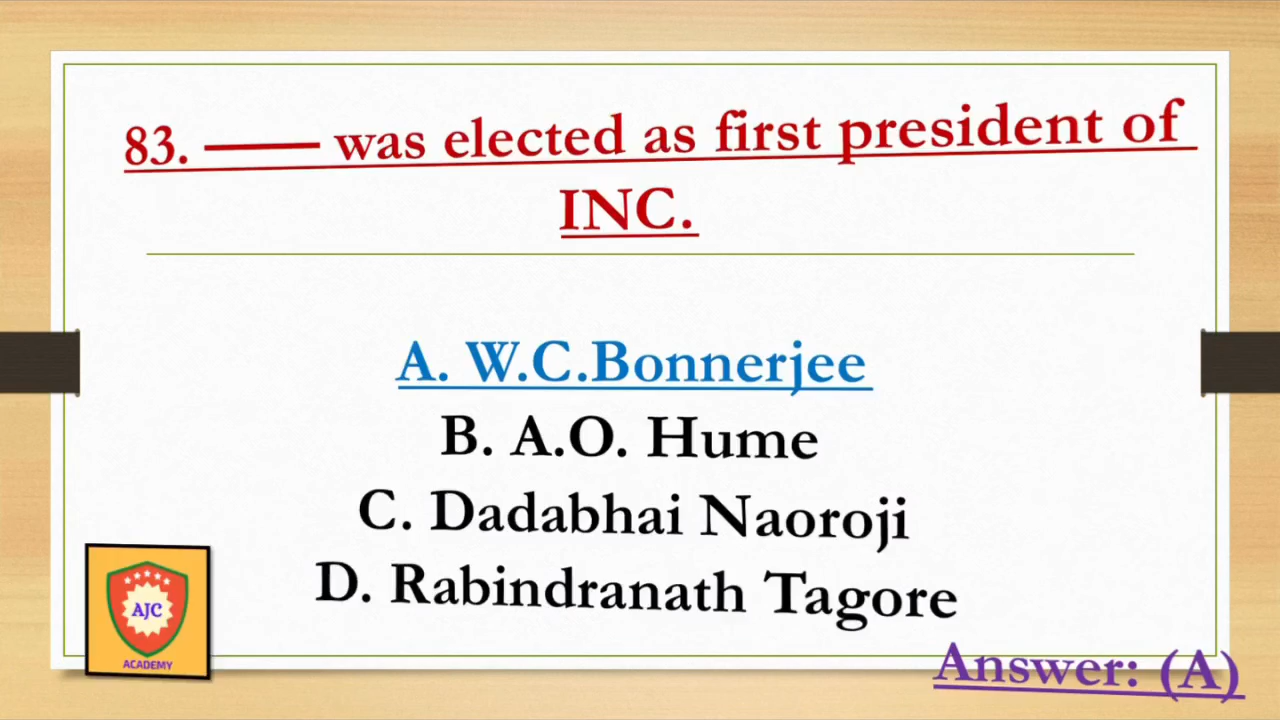 83. —— was elected as first president of
INC.
A. W.C.Bonnerjee
B. A.O. Hume
C. Dadabhai Naoroji
D. Rabindranath Tagore
AJC
ACADEMY
Answer: (A)